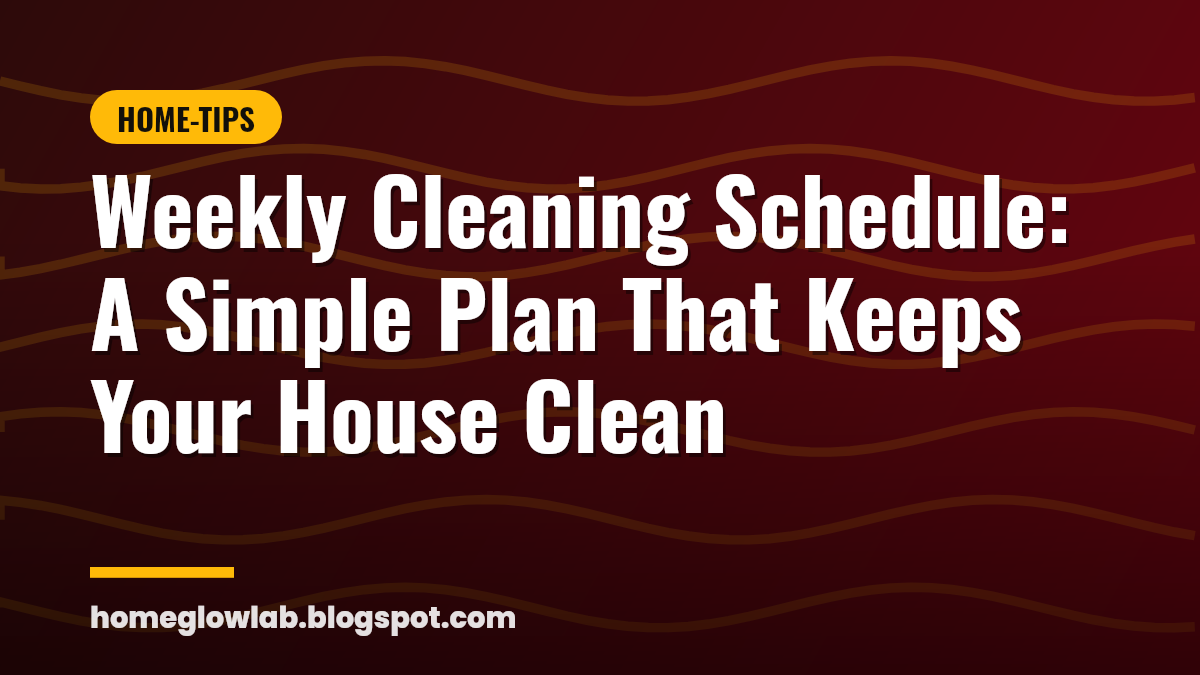 HOME-TIPS
Weekly Cleaning Schedule:
A Simple Plan That Keeps
Your House Clean
homeglowlab.blogspot.com